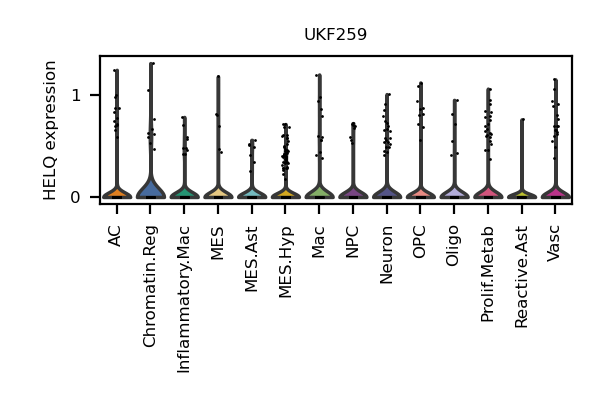 UKF259
HELQ expression
1
0
AC
Chromatin.Reg
Inflammatory.Mac
MES
MES.Ast
MES.Hyp
Mac
NPC
Neuron
OPC
Oligo
Prolif.Metab
Reactive.Ast
Vasc